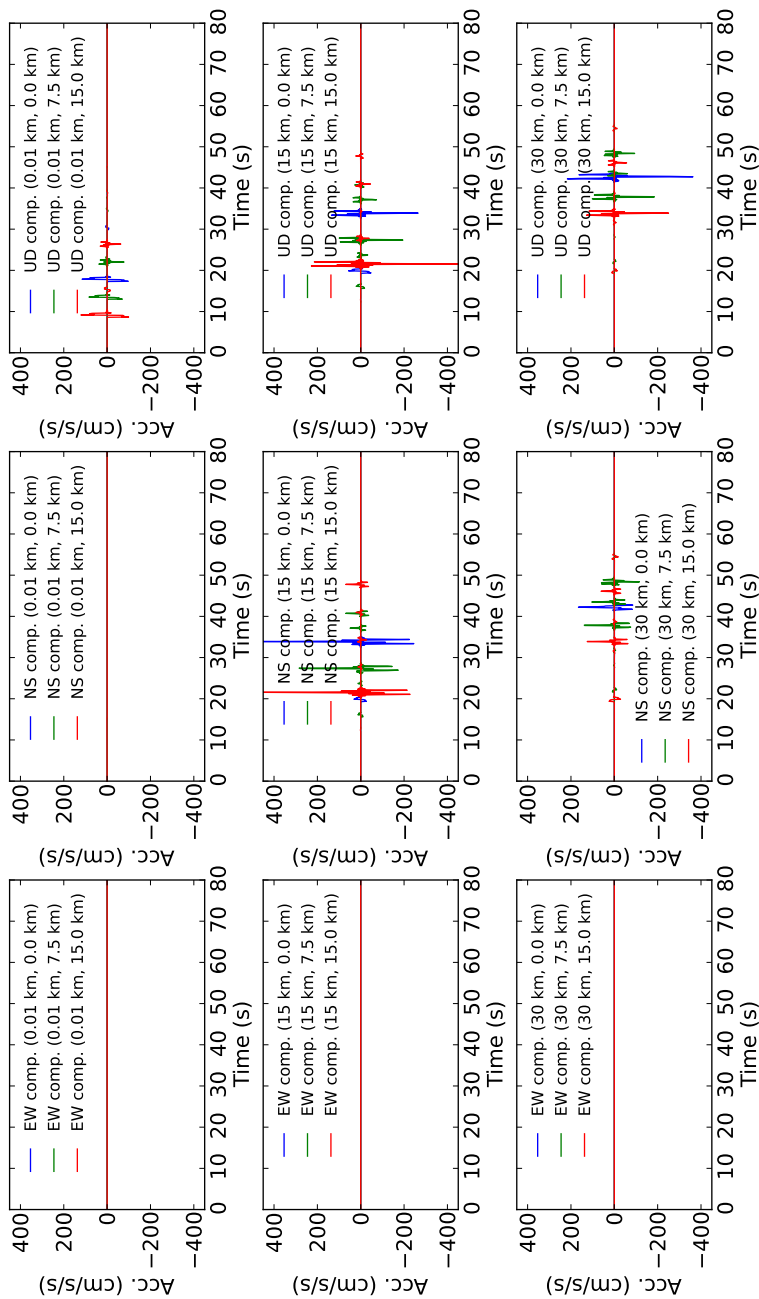 EW comp. (0.01 km, 0.0 km)
EW comp. (0.01 km, 7.5 km)
EW comp. (0.01 km, 15.0 km)
400
200
0
−200
−400
Acc. (cm/s/s)
0 10 20 30 40 50 60 70 80
Time (s)
NS comp. (0.01 km, 0.0 km)
NS comp. (0.01 km, 7.5 km)
NS comp. (0.01 km, 15.0 km)
400
200
0
−200
−400
Acc. (cm/s/s)
0 10 20 30 40 50 60 70 80
Time (s)
UD comp. (0.01 km, 0.0 km)
UD comp. (0.01 km, 7.5 km)
UD comp. (0.01 km, 15.0 km)
400
200
0
−200
−400
Acc. (cm/s/s)
0 10 20 30 40 50 60 70 80
Time (s)
EW comp. (15 km, 0.0 km)
EW comp. (15 km, 7.5 km)
EW comp. (15 km, 15.0 km)
400
200
0
−200
−400
Acc. (cm/s/s)
0 10 20 30 40 50 60 70 80
Time (s)
NS comp. (15 km, 0.0 km)
NS comp. (15 km, 7.5 km)
NS comp. (15 km, 15.0 km)
400
200
0
−200
−400
Acc. (cm/s/s)
0 10 20 30 40 50 60 70 80
Time (s)
UD comp. (15 km, 0.0 km)
UD comp. (15 km, 7.5 km)
UD comp. (15 km, 15.0 km)
400
200
0
−200
−400
Acc. (cm/s/s)
0 10 20 30 40 50 60 70 80
Time (s)
EW comp. (30 km, 0.0 km)
EW comp. (30 km, 7.5 km)
EW comp. (30 km, 15.0 km)
400
200
0
−200
−400
Acc. (cm/s/s)
0 10 20 30 40 50 60 70 80
Time (s)
NS comp. (30 km, 0.0 km)
NS comp. (30 km, 7.5 km)
NS comp. (30 km, 15.0 km)
400
200
0
−200
−400
Acc. (cm/s/s)
0 10 20 30 40 50 60 70 80
Time (s)
UD comp. (30 km, 0.0 km)
UD comp. (30 km, 7.5 km)
UD comp. (30 km, 15.0 km)
400
200
0
−200
−400
Acc. (cm/s/s)
0 10 20 30 40 50 60 70 80
Time (s)